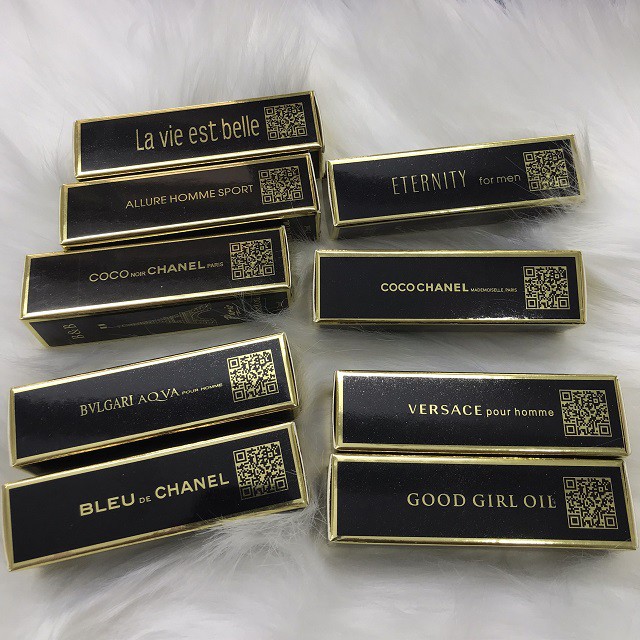 La vie est belle
ALLURE HOMME SPORT
COCO NOIR CHANEL PARIS
BVLGARI AQVA POUR HOMME
BLEU DE CHANEL
ETERNITY for men
COCO CHANEL MADEMOISELLE PARIS
VERSACE pour homme
GOOD GIRL OIL